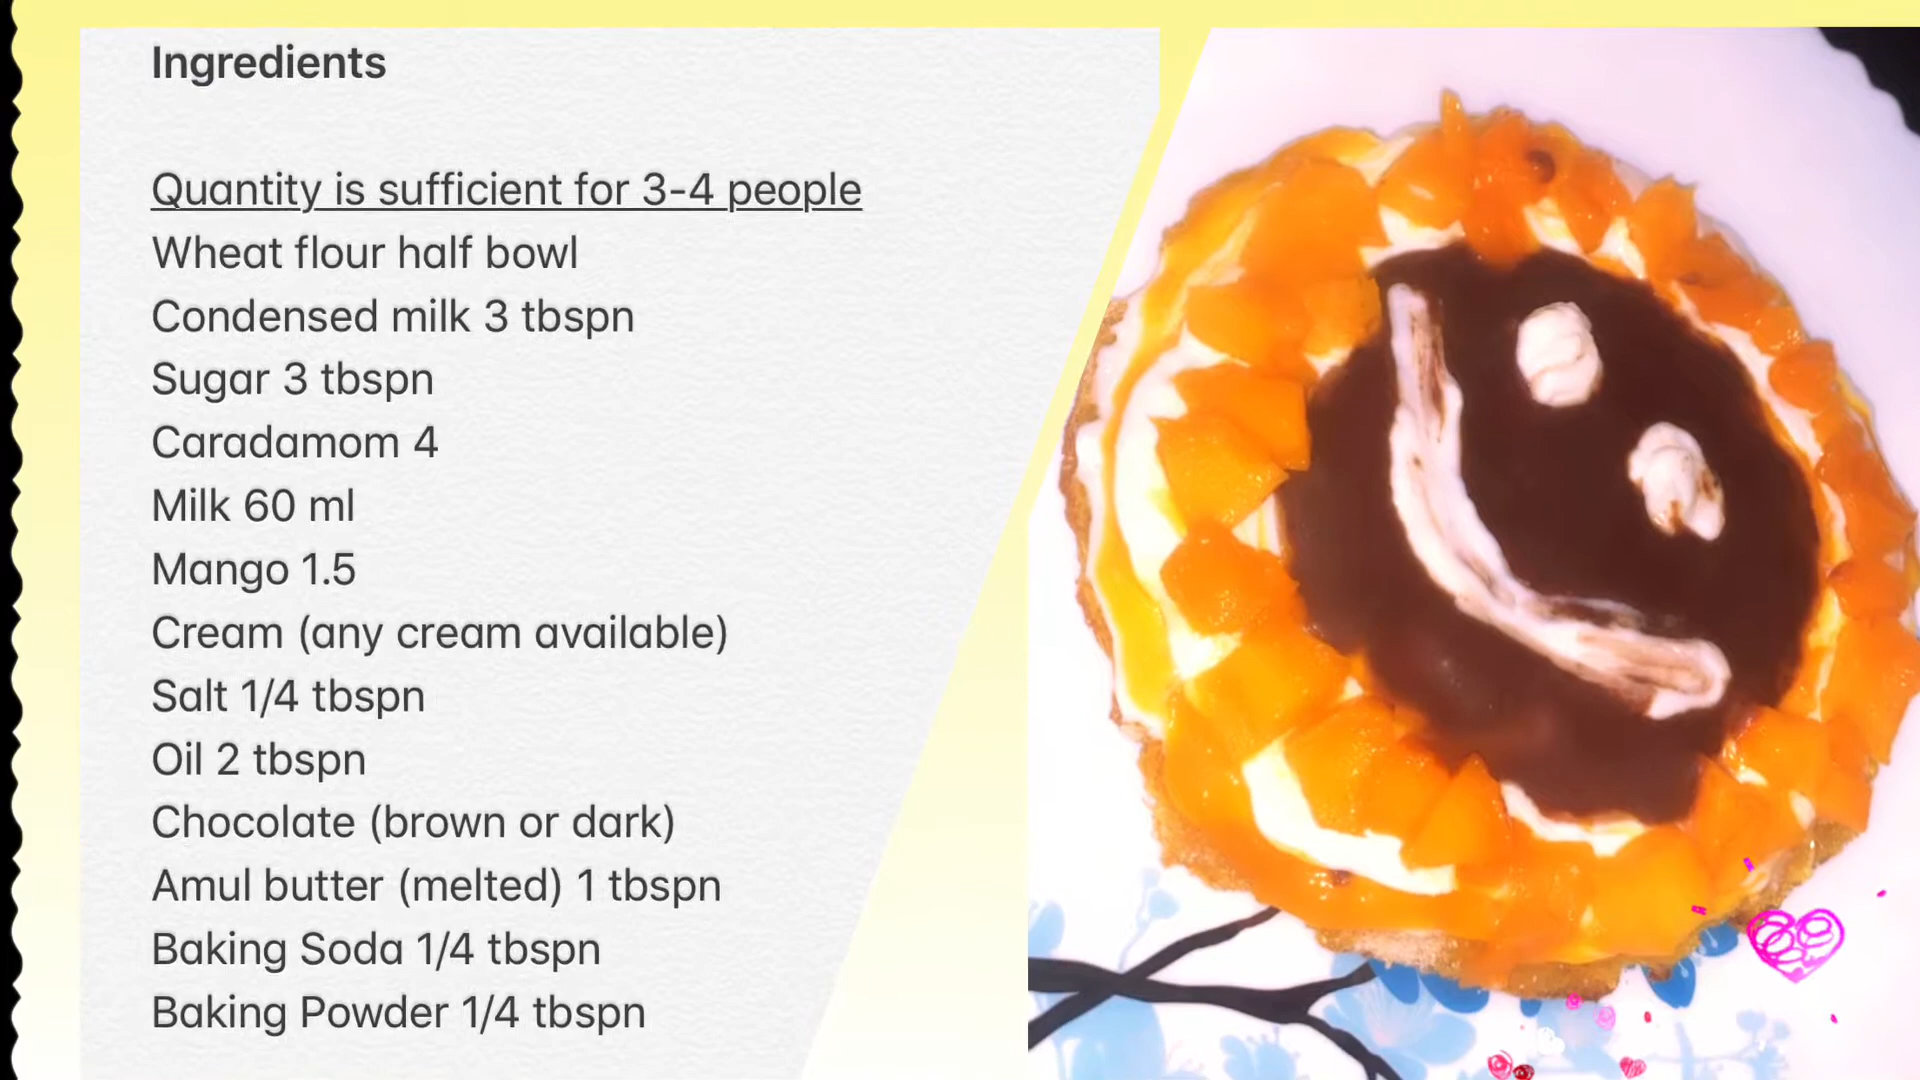 Ingredients
Quantity is sufficient for 3-4 people
Wheat flour half bowl
Condensed milk 3 tbspn
Sugar 3 tbspn
Caradamom 4
Milk 60 ml
Mango 1.5
Cream (any cream available)
Salt 1/4 tbspn
Oil 2 tbspn
Chocolate (brown or dark)
Amul butter (melted) 1 tbspn
Baking Soda 1/4 tbspn
Baking Powder 1/4 tbspn